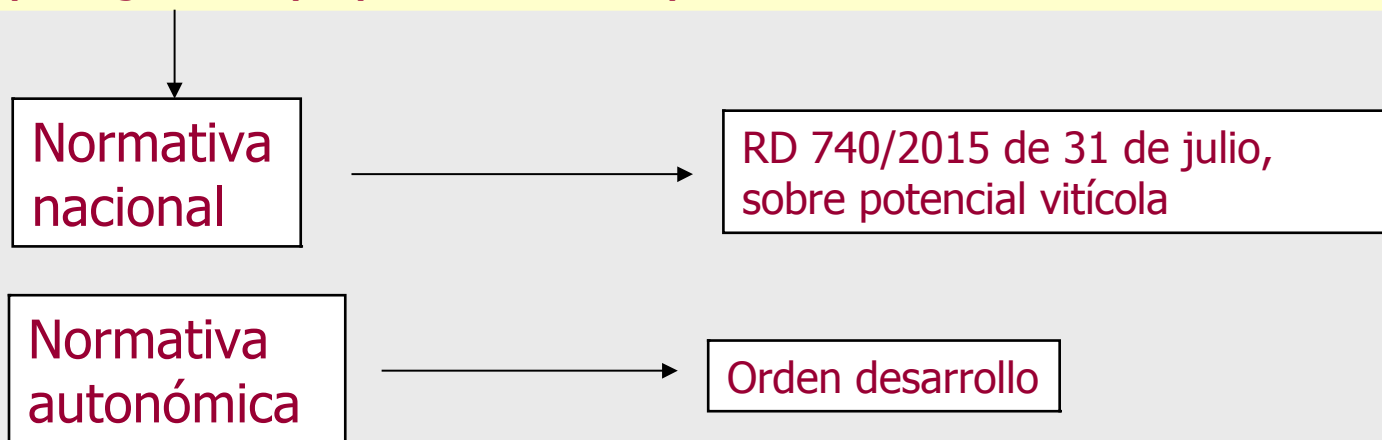 Normativa
nacional
RD 740/2015 de 31 de julio,
sobre potencial vitícola
Normativa
autonómica
Orden desarrollo